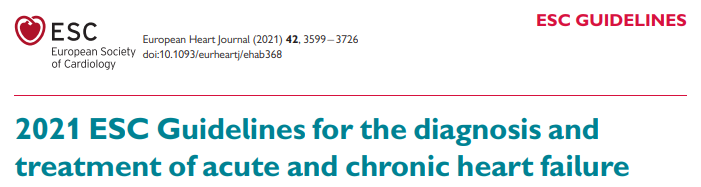 ESC
European Society
of Cardiology
European Heart Journal (2021) 42, 3599–3726
doi:10.1093/eurheartj/ehab368
ESC GUIDELINES
2021 ESC Guidelines for the diagnosis and
treatment of acute and chronic heart failure